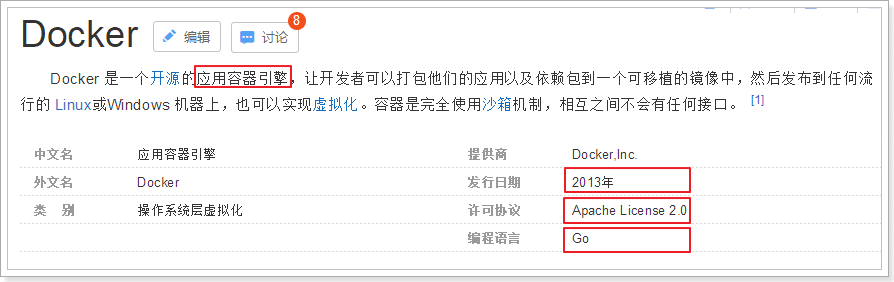 Docker 编辑 讨论 8
Docker 是一个开源的应用容器引擎，让开发者可以打包他们的应用以及依赖包到一个可移植的镜像中，然后发布到任何流
行的 Linux或Windows 机器上，也可以实现虚拟化。容器是完全使用沙箱机制，相互之间不会有任何接口。 [1]
中文名 应用容器引擎 提供商 Docker,Inc.
外文名 Docker 发行日期 2013年
类 别 操作系统层虚拟化 许可协议 Apache License 2.0
编程语言 Go